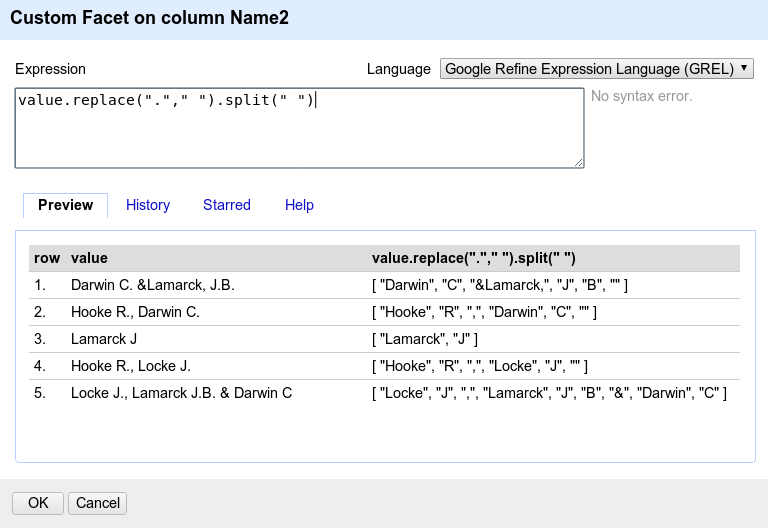 Custom Facet on column Name2
Expression
Language Google Refine Expression Language (GREL)
value.replace("."," ").split(" ")
No syntax error.
Preview History Starred Help
row value value.replace("."," ").split(" ")
1. Darwin C. &Lamarck, J.B. [ "Darwin", "C", "&Lamarck,", "J", "B", "" ]
2. Hooke R., Darwin C. [ "Hooke", "R", ",", "Darwin", "C", "" ]
3. Lamarck J [ "Lamarck", "J" ]
4. Hooke R., Locke J. [ "Hooke", "R", ",", "Locke", "J", "" ]
5. Locke J., Lamarck J.B. & Darwin C [ "Locke", "J", ",", "Lamarck", "J", "B", "&", "Darwin", "C" ]
OK Cancel